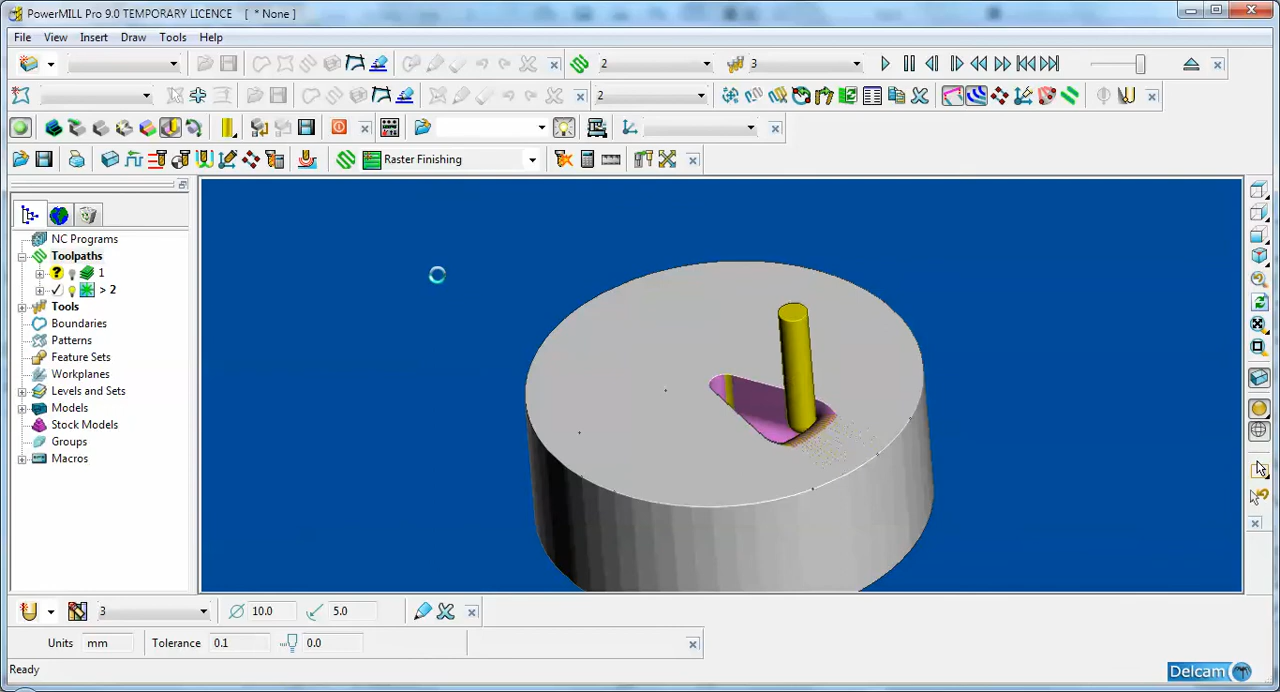 PowerMILL Pro 9.0 TEMPORARY LICENCE [ * None ]
File View Insert Draw Tools Help
2 3
2
Raster Finishing
NC Programs
Toolpaths
1
> 2
Tools
Boundaries
Patterns
Feature Sets
Workplanes
Levels and Sets
Models
Stock Models
Groups
Macros
3 10.0 5.0
Units mm Tolerance 0.1 0.0
Ready
Delcam